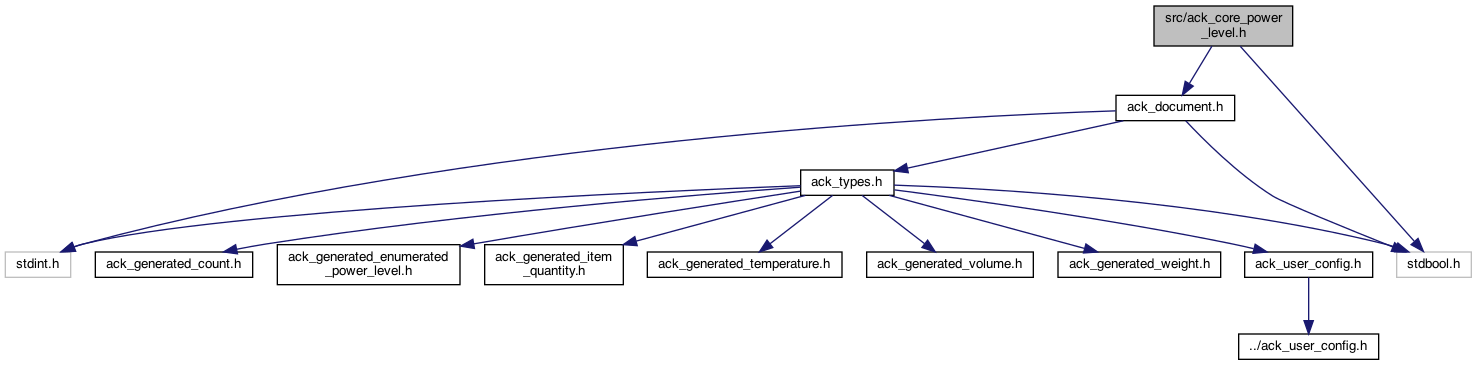 src/ack_core_power
_level.h
ack_document.h
ack_types.h
stdint.h
ack_generated_count.h
ack_generated_enumerated
_power_level.h
ack_generated_item
_quantity.h
ack_generated_temperature.h
ack_generated_volume.h
ack_generated_weight.h
ack_user_config.h
stdbool.h
../ack_user_config.h